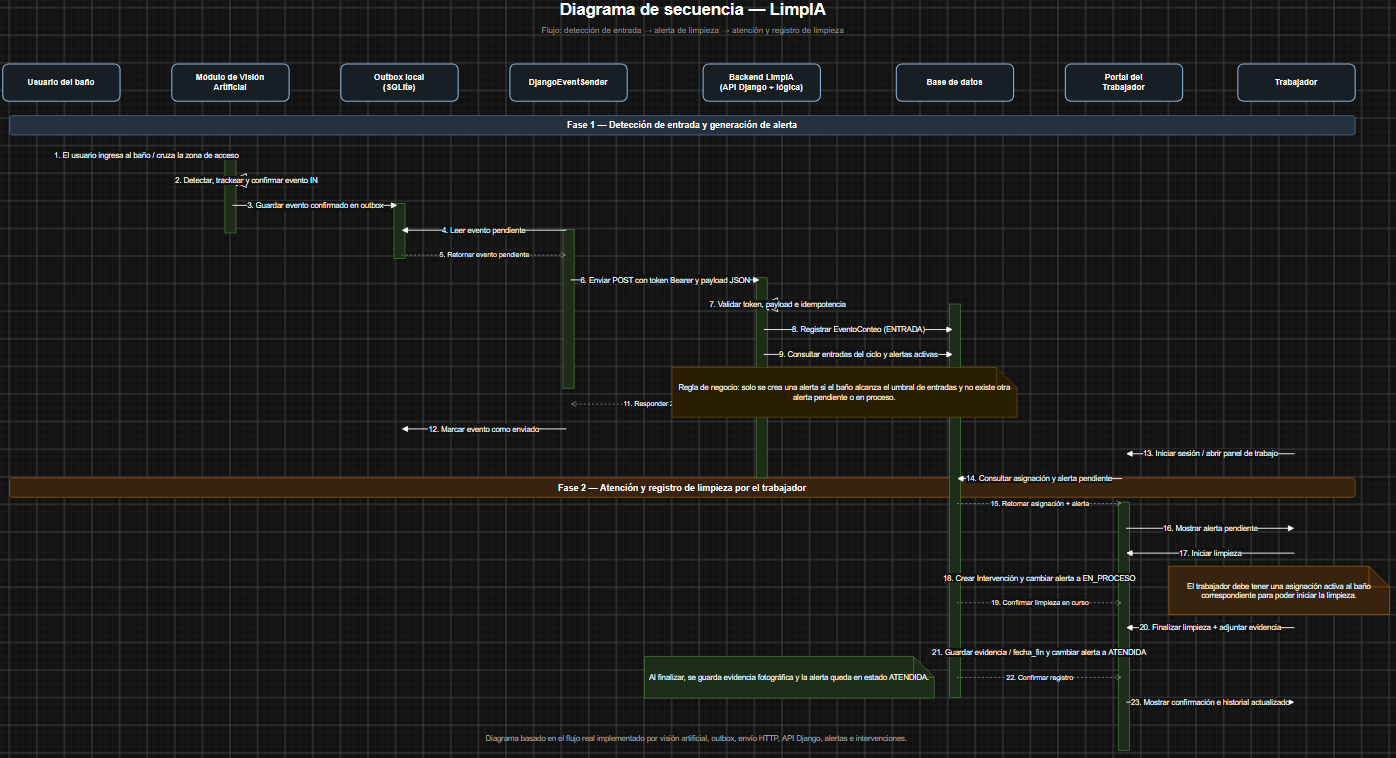 Diagrama de secuencia — LimpIA
Flujo: detección de entrada → alerta de limpieza → atención y registro de limpieza
Usuario del baño
Módulo de Visión
Artificial
Outbox local
(SQLite)
DjangoEventSender
Backend LimpIA
(API Django + lógica)
Base de datos
Portal del
Trabajador
Trabajador
Fase 1 — Detección de entrada y generación de alerta
1. El usuario ingresa al baño / cruza la zona de acceso
2. Detectar, trackear y confirmar evento IN
3. Guardar evento confirmado en outbox
4. Leer evento pendiente
5. Retornar evento pendiente
6. Enviar POST con token Bearer y payload JSON
7. Validar token, payload e idempotencia
8. Registrar EventoConteo (ENTRADA)
9. Consultar entradas del ciclo y alertas activas
Regla de negocio: solo se crea una alerta si el baño alcanza el umbral de entradas y no existe otra
alerta pendiente o en proceso.
11. Responder
12. Marcar evento como enviado
13. Iniciar sesión / abrir panel de trabajo
14. Consultar asignación y alerta pendiente
Fase 2 — Atención y registro de limpieza por el trabajador
15. Retornar asignación + alerta
16. Mostrar alerta pendiente
17. Iniciar limpieza
18. Crear Intervención y cambiar alerta a EN_PROCESO
El trabajador debe tener una asignación activa al baño
correspondiente para poder iniciar la limpieza.
19. Confirmar limpieza en curso
20. Finalizar limpieza + adjuntar evidencia
21. Guardar evidencia / fecha_fin y cambiar alerta a ATENDIDA
Al finalizar, se guarda evidencia fotográfica y la alerta queda en estado ATENDIDA.
22. Confirmar registro
23. Mostrar confirmación e historial actualizado
Diagrama basado en el flujo real implementado por visión artificial, outbox, envío HTTP, API Django, alertas e intervenciones.